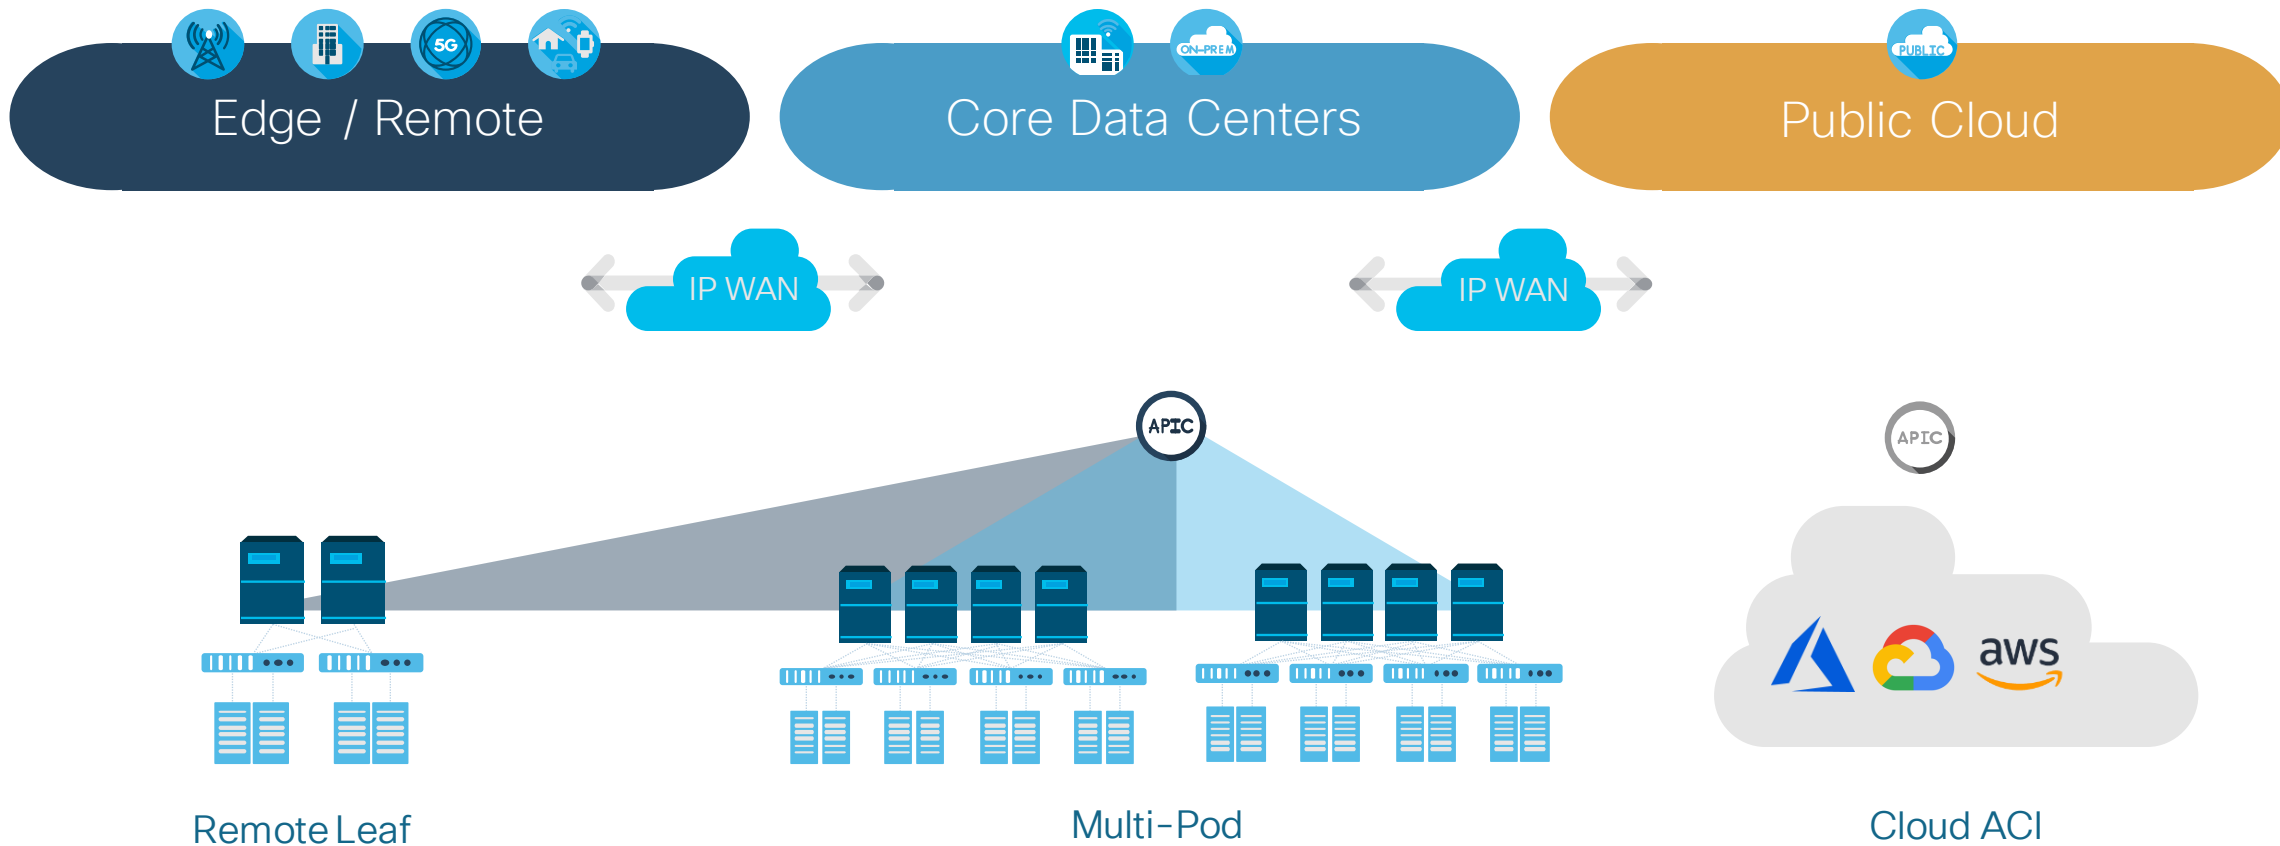 5G
ON-PREM
PUBLIC
Edge / Remote
Core Data Centers
Public Cloud
IP WAN
IP WAN
APIC
APIC
aws
Remote Leaf
Multi-Pod
Cloud ACI